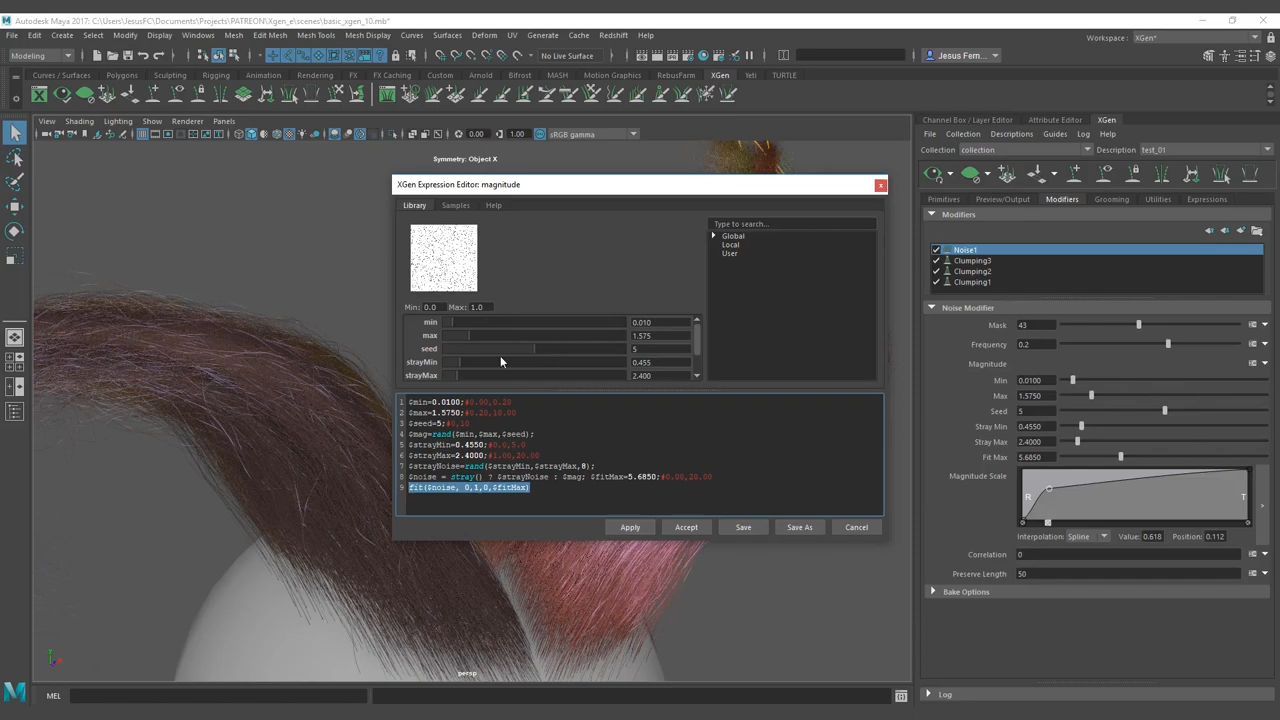 Autodesk Maya 2017: C:\Users\JesusFC\Documents\Projects\PATREON\Xgen_e\scenes\basic_xgen_10.mb*
File Edit Create Select Modify Display Windows Mesh Edit Mesh Mesh Tools Mesh Display Curves Surfaces Deform UV Generate Cache Redshift Help
Workspace : XGen*
Modeling
No Live Surface
Jesus Fern...
Curves / Surfaces Polygons Sculpting Rigging Animation Rendering FX FX Caching Custom Arnold Bifrost MASH Motion Graphics RebusFarm XGen Yeti TURTLE
View Shading Lighting Show Renderer Panels
0.00 1.00 sRGB gamma
Symmetry: Object X
XGen Expression Editor: magnitude
Library Samples Help
Type to search...
Global
Local
User
Min: 0.0 Max: 1.0
min 0.010
max 1.575
seed 5
strayMin 0.455
strayMax 2.400
1 $min=0.0100;#0.00,0.20
2 $max=1.5750;#0.20,10.00
3 $seed=5;#0,10
4 $mag=rand($min,$max,$seed);
5 $strayMin=0.4550;#0.0,5.0
6 $strayMax=2.4000;#1.00,20.00
7 $strayNoise=rand($strayMin,$strayMax,8);
8 $noise = stray() ? $strayNoise : $mag; $fitMax=5.6850;#0.00,20.00
9 fit($noise, 0,1,0,$fitMax)
Apply Accept Save Save As Cancel
persp
MEL
Channel Box / Layer Editor Attribute Editor XGen
File Collection Descriptions Guides Log Help
Collection collection Description test_01
Primitives Preview/Output Modifiers Grooming Utilities Expressions
Modifiers
Noise1
Clumping3
Clumping2
Clumping1
Noise Modifier
Mask 43
Frequency 0.2
Magnitude
Min 0.0100
Max 1.5750
Seed 5
Stray Min 0.4550
Stray Max 2.4000
Fit Max 5.6850
Magnitude Scale
R T
Interpolation: Spline Value: 0.618 Position: 0.112
Correlation 0
Preserve Length 50
Bake Options
Log